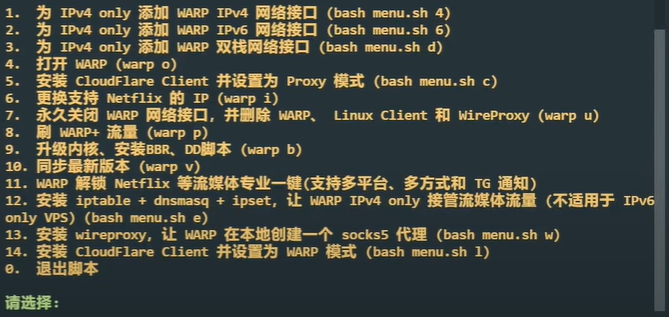 1. 为 IPv4 only 添加 WARP IPv4 网络接口 (bash menu.sh 4)
2. 为 IPv4 only 添加 WARP IPv6 网络接口 (bash menu.sh 6)
3. 为 IPv4 only 添加 WARP 双栈网络接口 (bash menu.sh d)
4. 打开 WARP (warp o)
5. 安装 CloudFlare Client 并设置为 Proxy 模式 (bash menu.sh c)
6. 更换支持 Netflix 的 IP (warp i)
7. 永久关闭 WARP 网络接口，并删除 WARP、 Linux Client 和 WireProxy (warp u)
8. 刷 WARP+ 流量 (warp p)
9. 升级内核、安装BBR、DD脚本 (warp b)
10. 同步最新版本 (warp v)
11. WARP 解锁 Netflix 等流媒体专业一键(支持多平台、多方式和 TG 通知)
12. 安装 iptable + dnsmasq + ipset，让 WARP IPv4 only 接管流媒体流量 (不适用于 IPv6
only VPS) (bash menu.sh e)
13. 安装 wireproxy，让 WARP 在本地创建一个 socks5 代理 (bash menu.sh w)
14. 安装 CloudFlare Client 并设置为 WARP 模式 (bash menu.sh l)
0. 退出脚本
请选择：